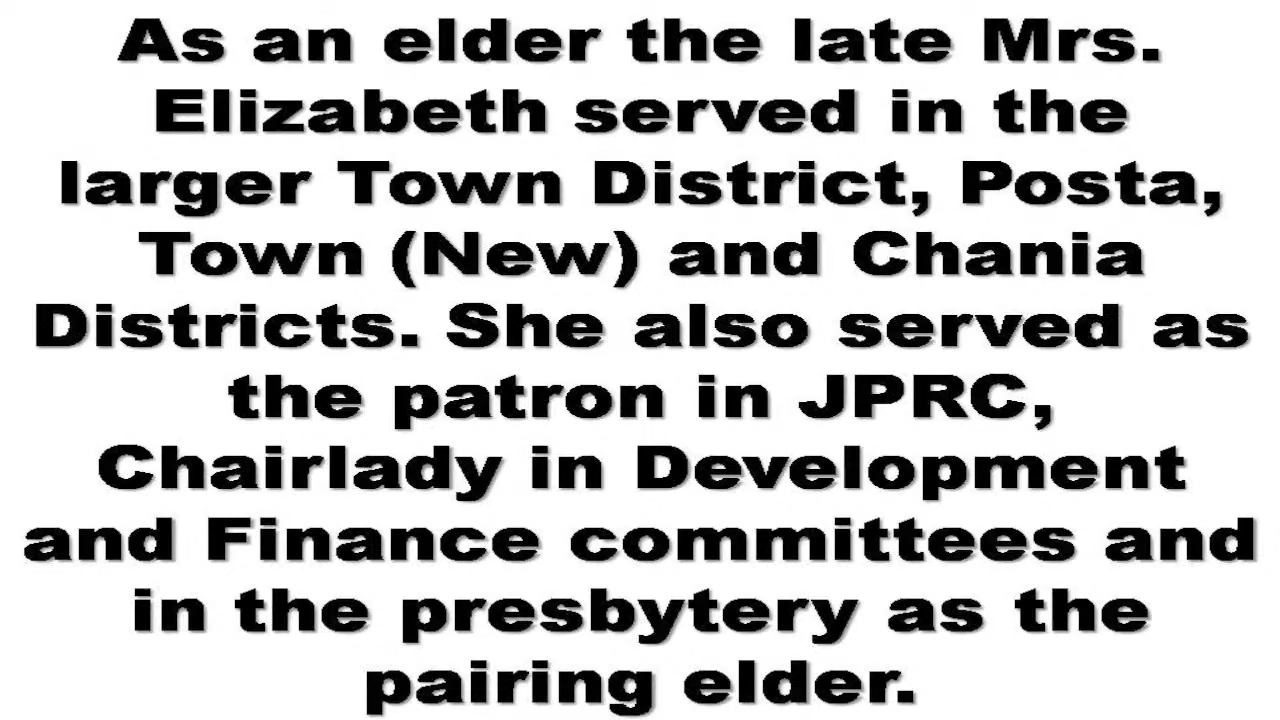 As an elder the late Mrs.
Elizabeth served in the
larger Town District, Posta,
Town (New) and Chania
Districts. She also served as
the patron in JPRC,
Chairlady in Development
and Finance committees and
in the presbytery as the
pairing elder.